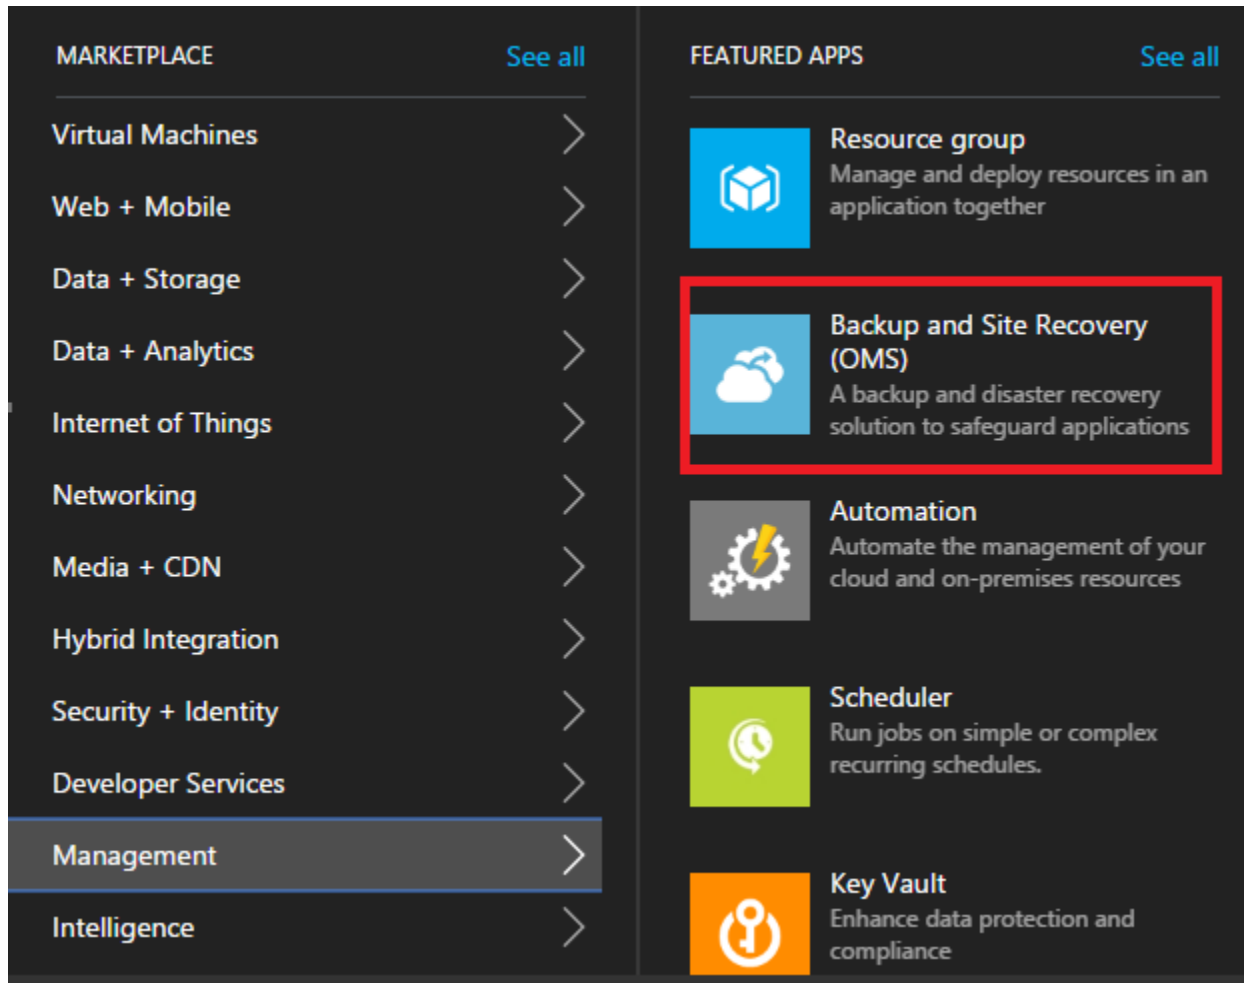 MARKETPLACE
See all
Virtual Machines
Web + Mobile
Data + Storage
Data + Analytics
Internet of Things
Networking
Media + CDN
Hybrid Integration
Security + Identity
Developer Services
Management
Intelligence
FEATURED APPS
See all
Resource group
Manage and deploy resources in an
application together
Backup and Site Recovery
(OMS)
A backup and disaster recovery
solution to safeguard applications
Automation
Automate the management of your
cloud and on-premises resources
Scheduler
Run jobs on simple or complex
recurring schedules.
Key Vault
Enhance data protection and
compliance